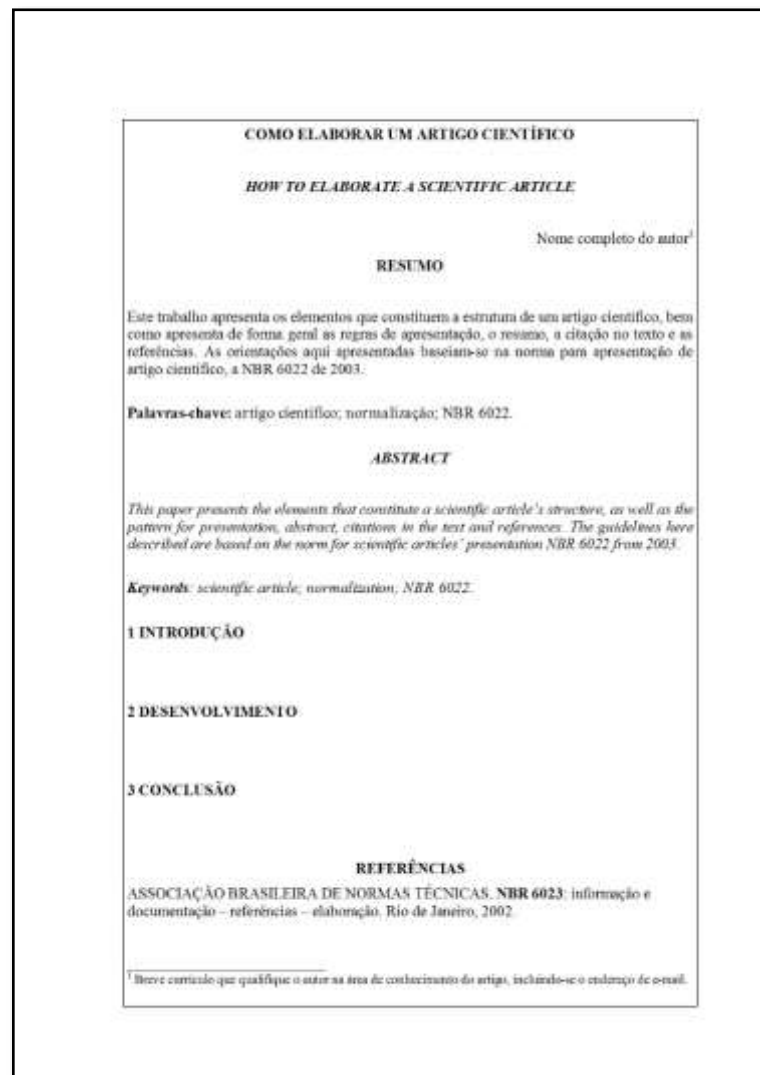 COMO ELABORAR UM ARTIGO CIENTÍFICO
HOW TO ELABORATE A SCIENTIFIC ARTICLE
Nome completo do autor¹
RESUMO
Este trabalho apresenta os elementos que constituem a estrutura de um artigo científico, bem
como apresenta de forma geral as regras de apresentação, o resumo, a citação no texto e as
referências. As orientações aqui apresentadas baseiam-se na norma para apresentação de
artigo científico, a NBR 6022 de 2003.
Palavras-chave: artigo científico; normalização; NBR 6022.
ABSTRACT
This paper presents the elements that constitute a scientific article's structure, as well as the
pattern for presentation, abstract, citations in the text and references. The guidelines here
described are based on the norm for scientific articles' presentation NBR 6022 from 2003.
Keywords: scientific article; normalization; NBR 6022.
1 INTRODUÇÃO
2 DESENVOLVIMENTO
3 CONCLUSÃO
REFERÊNCIAS
ASSOCIAÇÃO BRASILEIRA DE NORMAS TÉCNICAS. NBR 6023: informação e
documentação – referências – elaboração. Rio de Janeiro, 2002.
¹ Breve currículo que qualifique o autor na área de conhecimento do artigo, incluindo-se o endereço de e-mail.